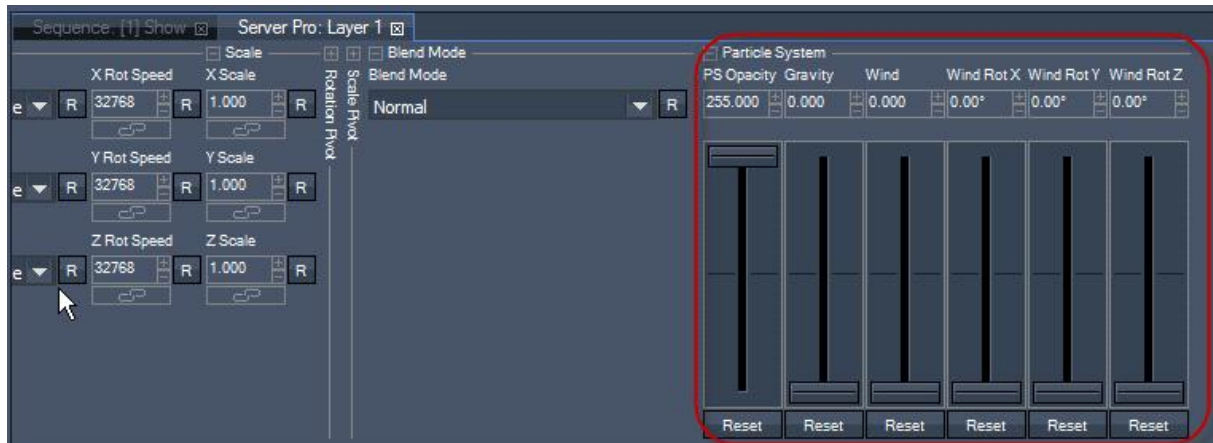 Sequence: [1] Show Server Pro: Layer 1
Scale Blend Mode Particle System
X Rot Speed X Scale Rotation Pivot Scale Pivot Blend Mode PS Opacity Gravity Wind Wind Rot X Wind Rot Y Wind Rot Z
e R 32768 R 1.000 R Normal R 255.000 0.000 0.000 0.00° 0.00° 0.00°
Y Rot Speed Y Scale
e R 32768 R 1.000 R
Z Rot Speed Z Scale
e R 32768 R 1.000 R
Reset Reset Reset Reset Reset Reset